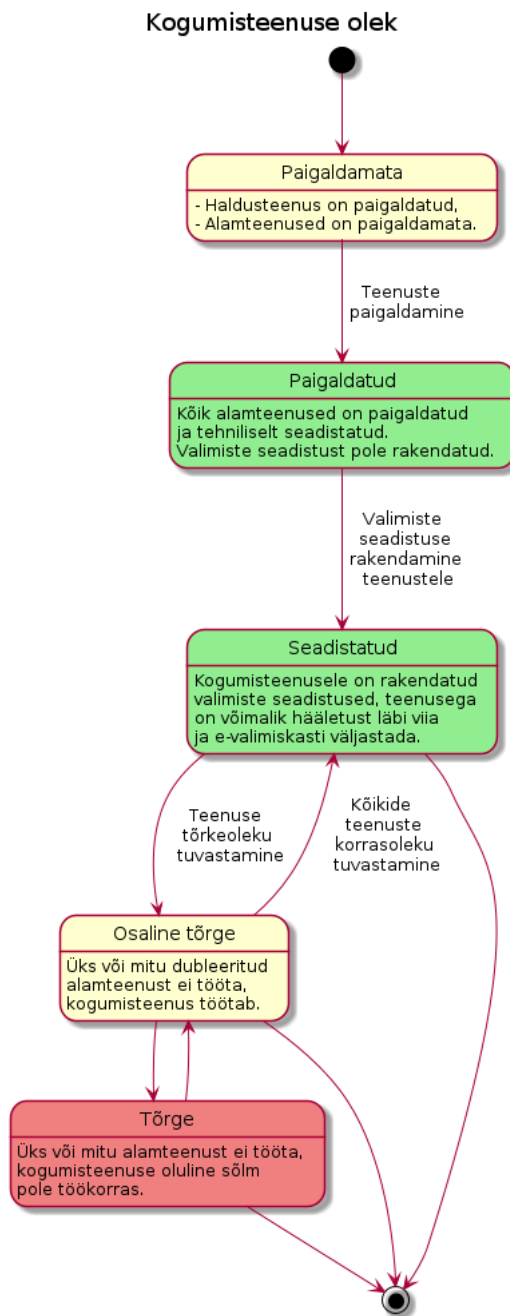 Kogumisteenuse olek
Paigaldamata
- Haldusteenus on paigaldatud,
- Alamteenused on paigaldamata.
Teenuste
paigaldamine
Paigaldatud
Kõik alamteenused on paigaldatud
ja tehniliselt seadistatud.
Valimiste seadistust pole rakendatud.
Valimiste
seadistuse
rakendamine
teenustele
Seadistatud
Kogumisteenusele on rakendatud
valimiste seadistused, teenusega
on võimalik hääletust läbi viia
ja e-valimiskasti väljastada.
Teenuse
tõrkeoleku
tuvastamine
Kõikide
teenuste
korrasoleku
tuvastamine
Osaline tõrge
Üks või mitu dubleeritud
alamteenust ei tööta,
kogumisteenus töötab.
Tõrge
Üks või mitu alamteenust ei tööta,
kogumisteenuse oluline sõlm
pole töökorras.